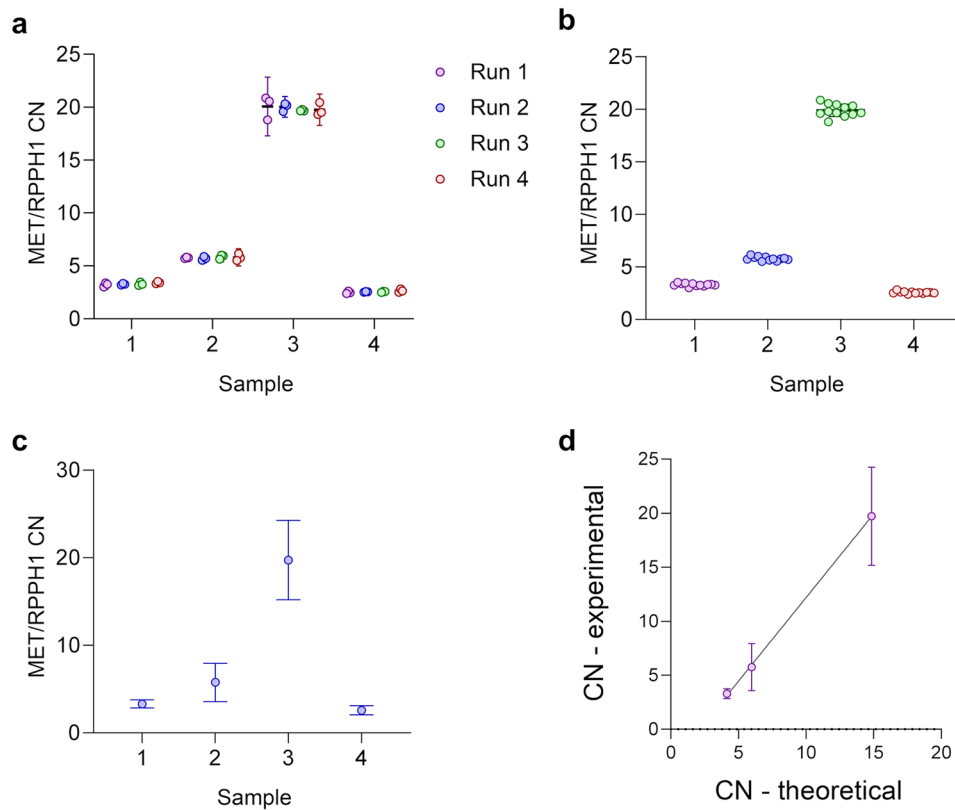 a
MET/RPPH1 CN
25
20
15
10
5
0
1 2 3 4
Sample
Run 1
Run 2
Run 3
Run 4
b
MET/RPPH1 CN
25
20
15
10
5
0
1 2 3 4
Sample
c
MET/RPPH1 CN
30
20
10
0
1 2 3 4
Sample
d
CN - experimental
25
20
15
10
5
0
0 5 10 15 20
CN - theoretical